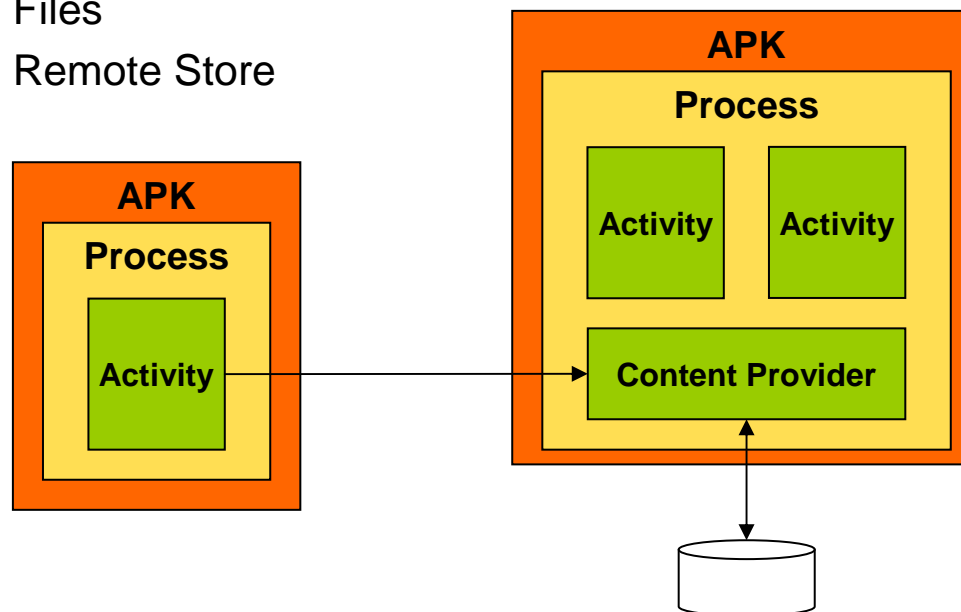 Files
Remote Store
APK
Process
Activity
Activity
Content Provider
APK
Process
Activity